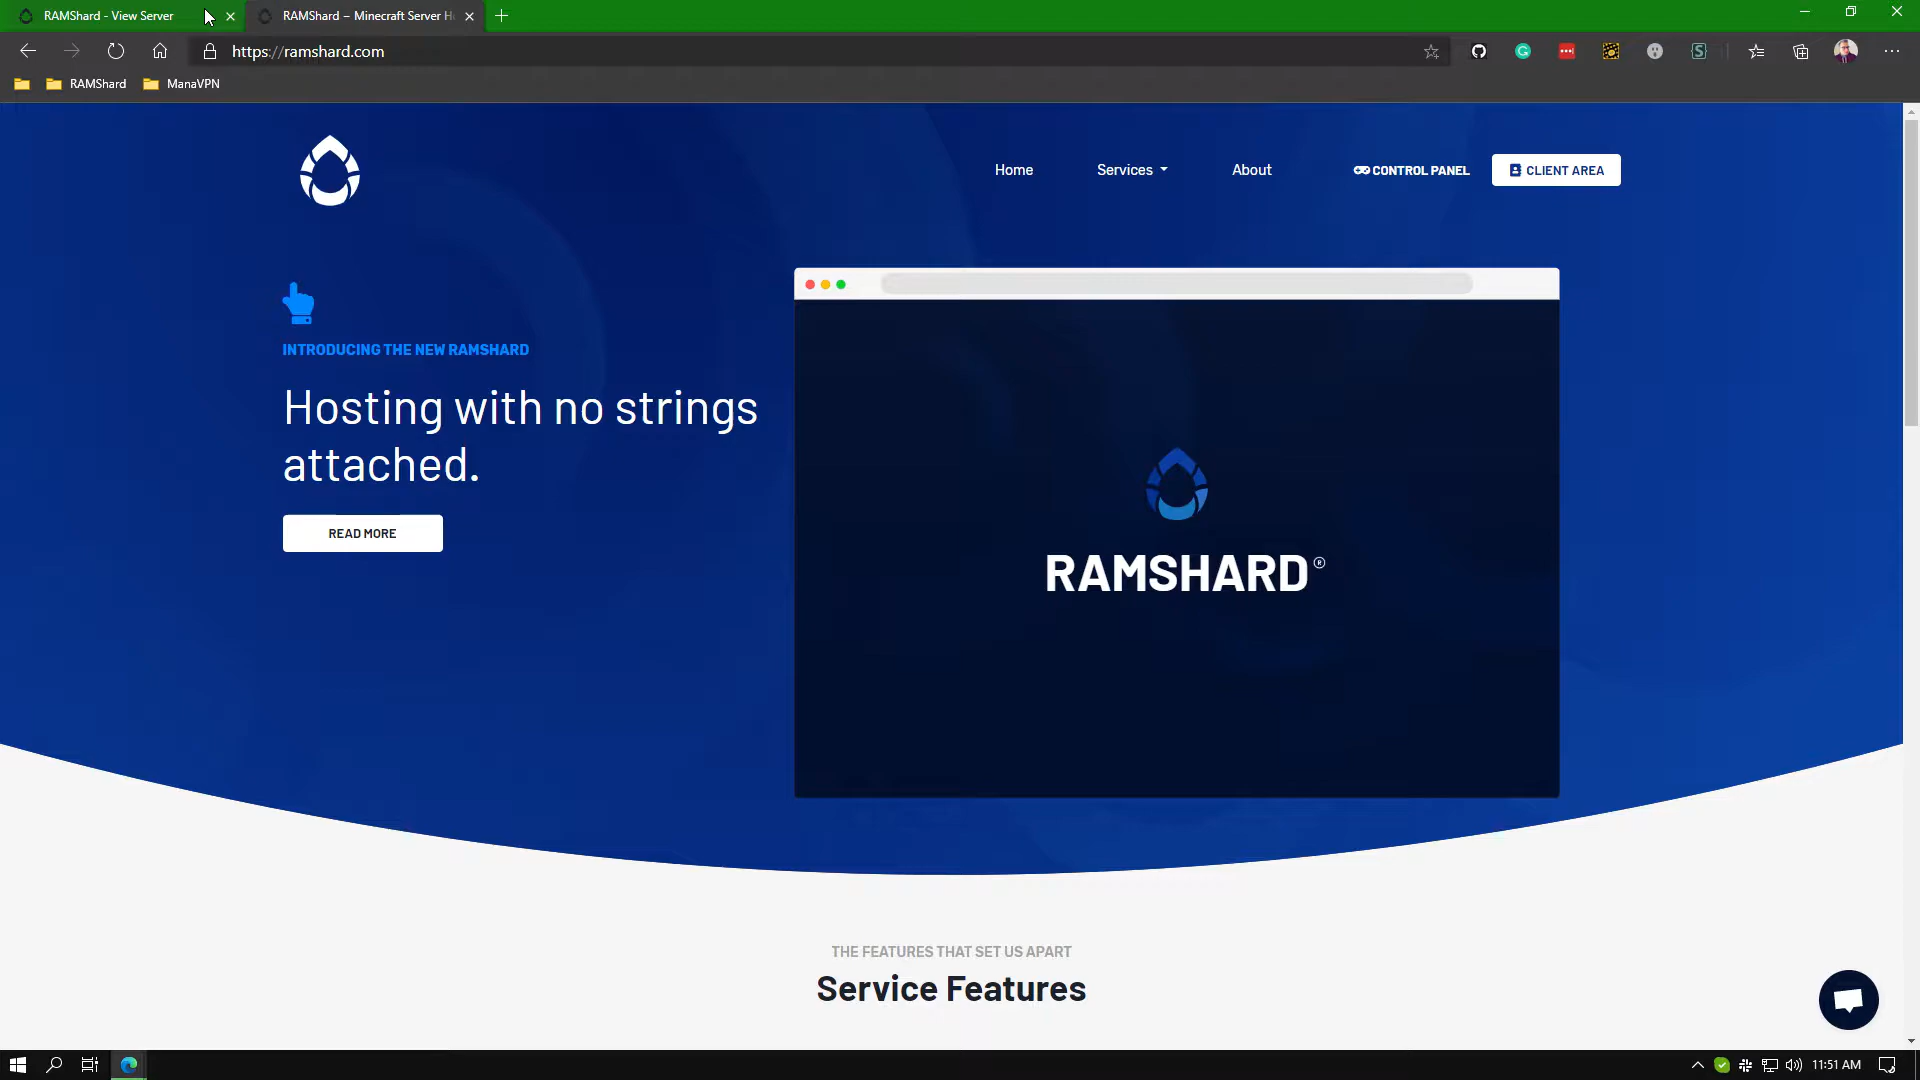 RAMShard - View Server
RAMShard – Minecraft Server H
https://ramshard.com
RAMShard
ManaVPN
Home
Services
About
CONTROL PANEL
CLIENT AREA
INTRODUCING THE NEW RAMSHARD
Hosting with no strings
attached.
READ MORE
RAMSHARD®
THE FEATURES THAT SET US APART
Service Features
11:51 AM